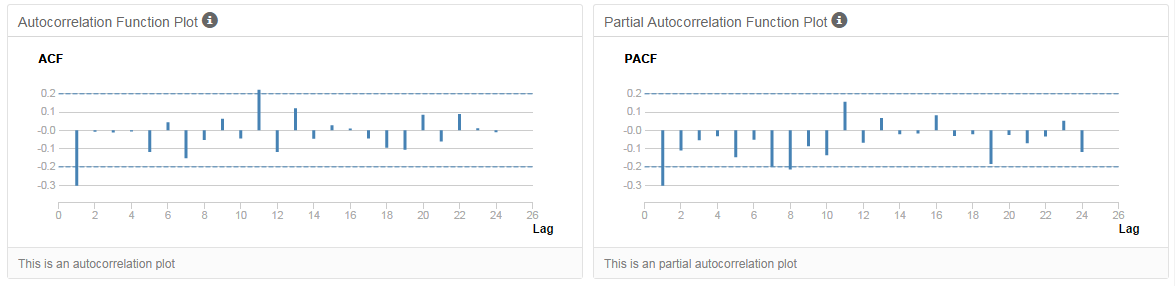 Autocorrelation Function Plot
ACF
0.2
0.1
-0.0
-0.1
-0.2
-0.3
0 2 4 6 8 10 12 14 16 18 20 22 24 26
Lag
This is an autocorrelation plot
Partial Autocorrelation Function Plot
PACF
0.2
0.1
-0.0
-0.1
-0.2
-0.3
0 2 4 6 8 10 12 14 16 18 20 22 24 26
Lag
This is an partial autocorrelation plot